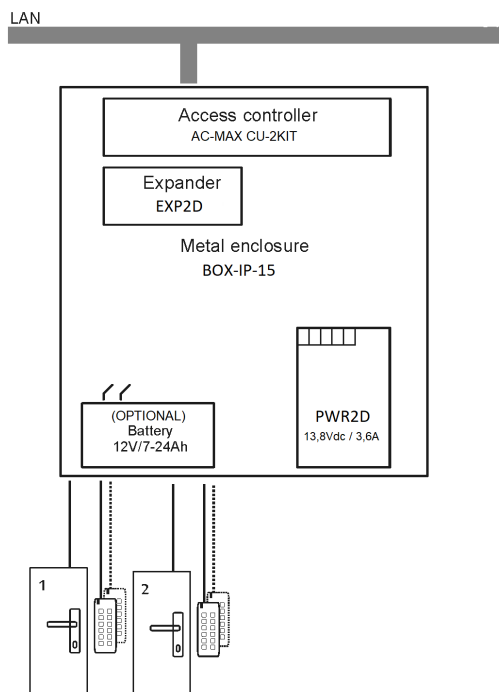 LAN
Access controller
AC-MAX CU-2KIT
Expander
EXP2D
Metal enclosure
BOX-IP-15
(OPTIONAL)
Battery
12V/7-24Ah
PWR2D
13,8Vdc / 3,6A
1
2